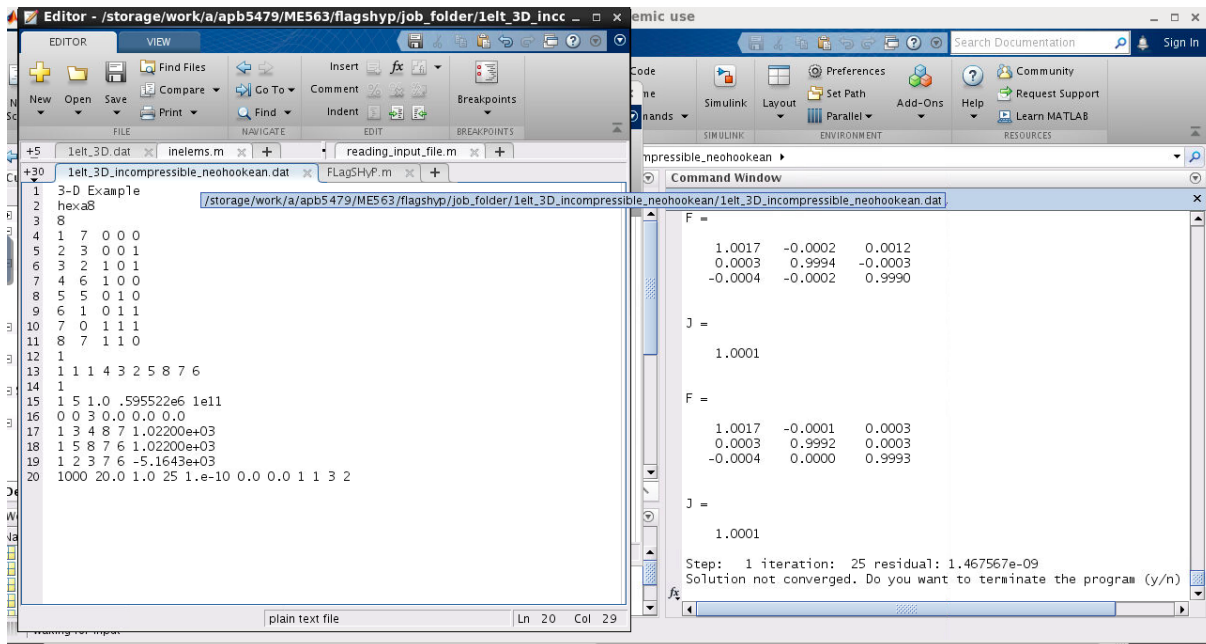 Editor - /storage/work/a/apb5479/ME563/flagshyp/job_folder/1elt_3D_incc
emic use
EDITOR VIEW
Search Documentation Sign In
Find Files Insert fx
Compare Go To Comment
New Open Save Print Find Indent Breakpoints
FILE NAVIGATE EDIT BREAKPOINTS
Code Preferences Community
Simulink Layout Set Path Add-Ons Help Request Support
Parallel Learn MATLAB
SIMULINK ENVIRONMENT RESOURCES
+5 1elt_3D.dat inelems.m + reading_input_file.m +
mpressible_neohookean
+30 1elt_3D_incompressible_neohookean.dat FLagSHyP.m +
Command Window
/storage/work/a/apb5479/ME563/flagshyp/job_folder/1elt_3D_incompressible_neohookean/1elt_3D_incompressible_neohookean.dat
1 3-D Example
2 hexa8
3 8
4 1 7 0 0 0
5 2 3 0 0 1
6 3 2 1 0 1
7 4 6 1 0 0
8 5 5 0 1 0
9 6 1 0 1 1
10 7 0 1 1 1
11 8 7 1 1 0
12 1
13 1 1 1 4 3 2 5 8 7 6
14 1
15 1 5 1.0 .595522e6 1e11
16 0 0 3 0.0 0.0 0.0
17 1 3 4 8 7 1.02200e+03
18 1 5 8 7 6 1.02200e+03
19 1 2 3 7 6 -5.1643e+03
20 1000 20.0 1.0 25 1.e-10 0.0 0.0 1 1 3 2
F =
1.0017 -0.0002 0.0012
0.0003 0.9994 -0.0003
-0.0004 -0.0002 0.9990
J =
1.0001
F =
1.0017 -0.0001 0.0003
0.0003 0.9992 0.0003
-0.0004 0.0000 0.9993
J =
1.0001
Step: 1 iteration: 25 residual: 1.467567e-09
Solution not converged. Do you want to terminate the program (y/n)
fx
plain text file Ln 20 Col 29